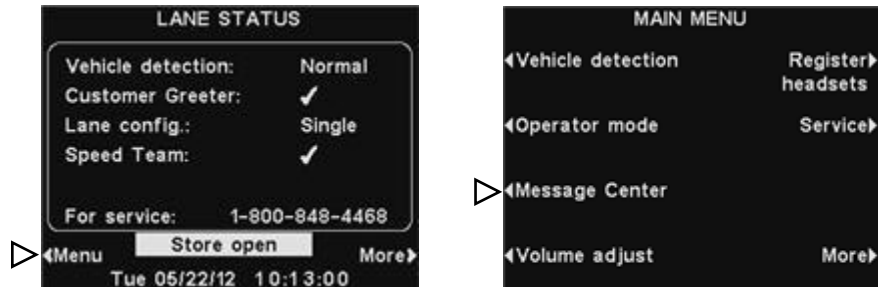 LANE STATUS
Vehicle detection: Normal
Customer Greeter: ✓
Lane config.: Single
Speed Team: ✓
For service: 1-800-848-4468
Store open
Menu More
Tue 05/22/12 10:13:00
MAIN MENU
Vehicle detection Register
headsets
Operator mode Service
Message Center
Volume adjust More